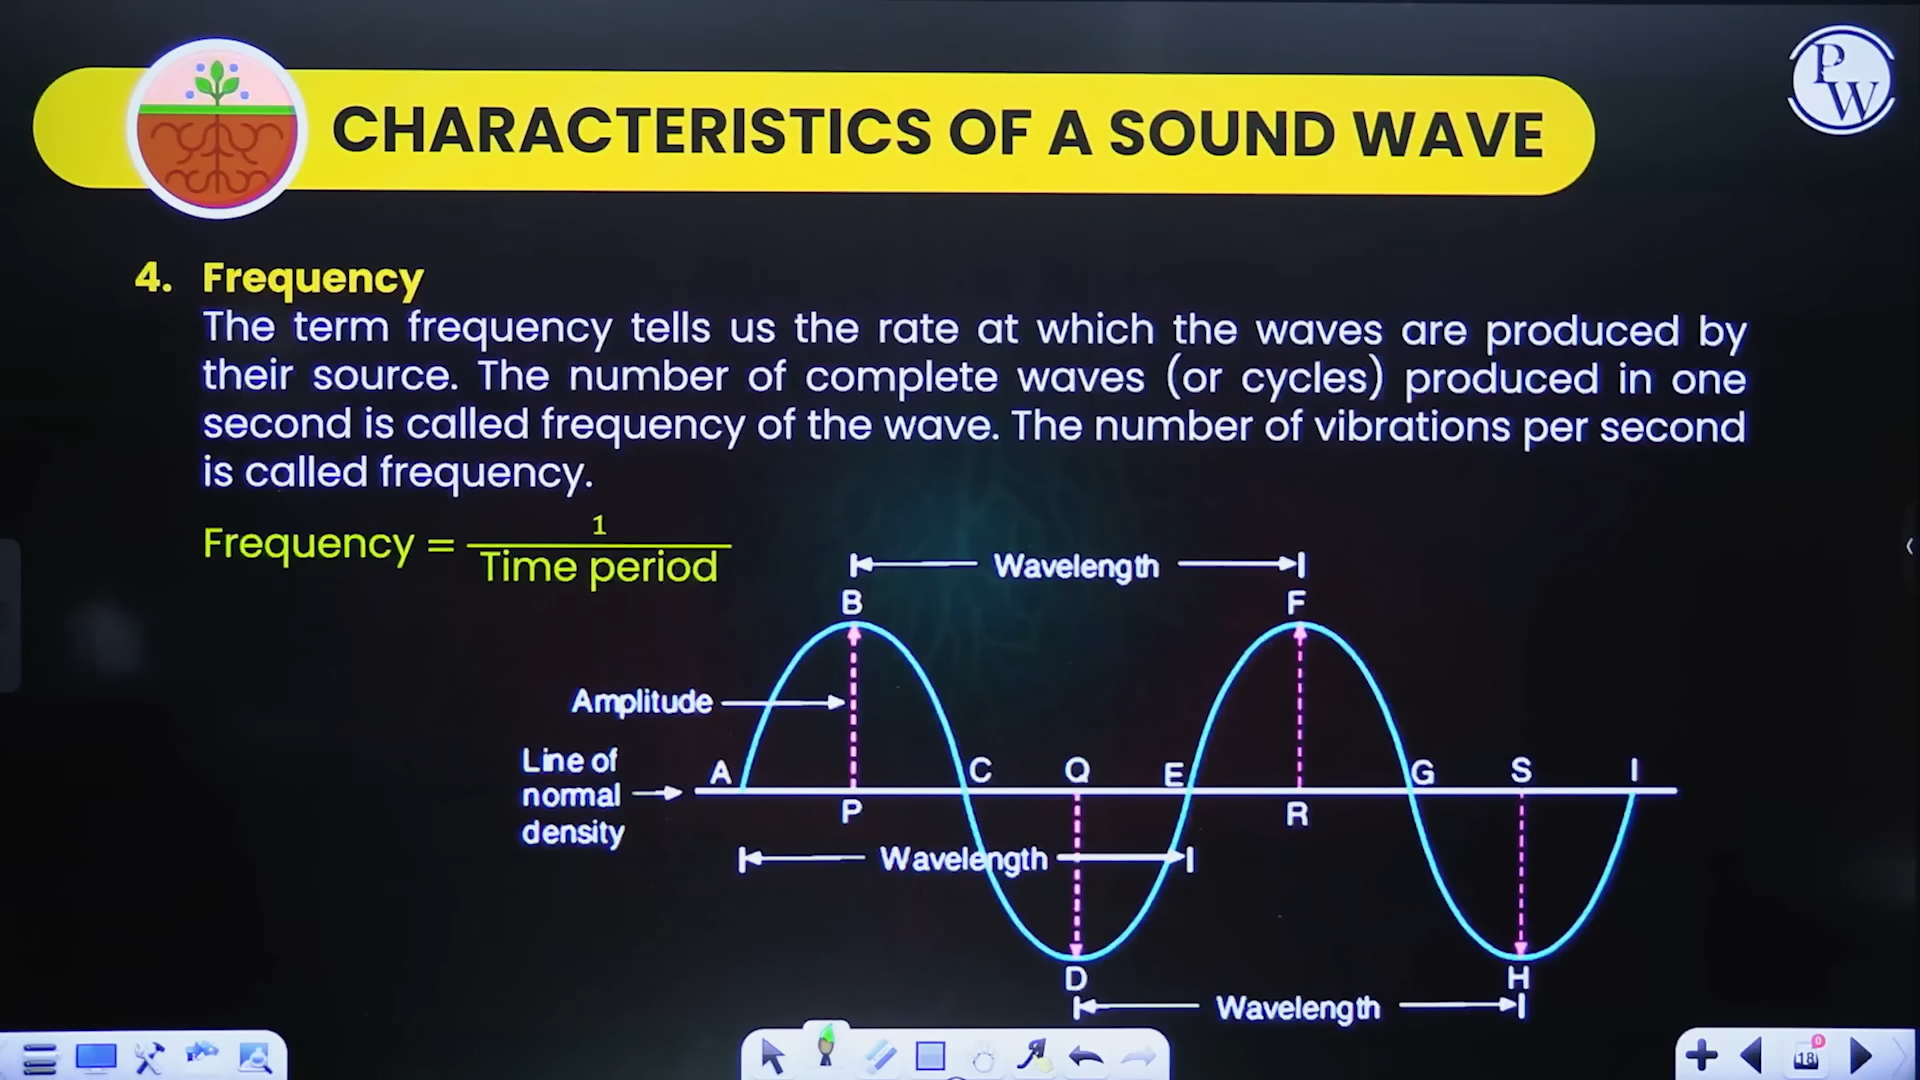 PW
CHARACTERISTICS OF A SOUND WAVE
4. Frequency
The term frequency tells us the rate at which the waves are produced by
their source. The number of complete waves (or cycles) produced in one
second is called frequency of the wave. The number of vibrations per second
is called frequency.
Frequency = 1 / Time period
Wavelength
B F
Amplitude
Line of
normal
density
A C Q E G S I
P R
Wavelength
D H
Wavelength
0
18